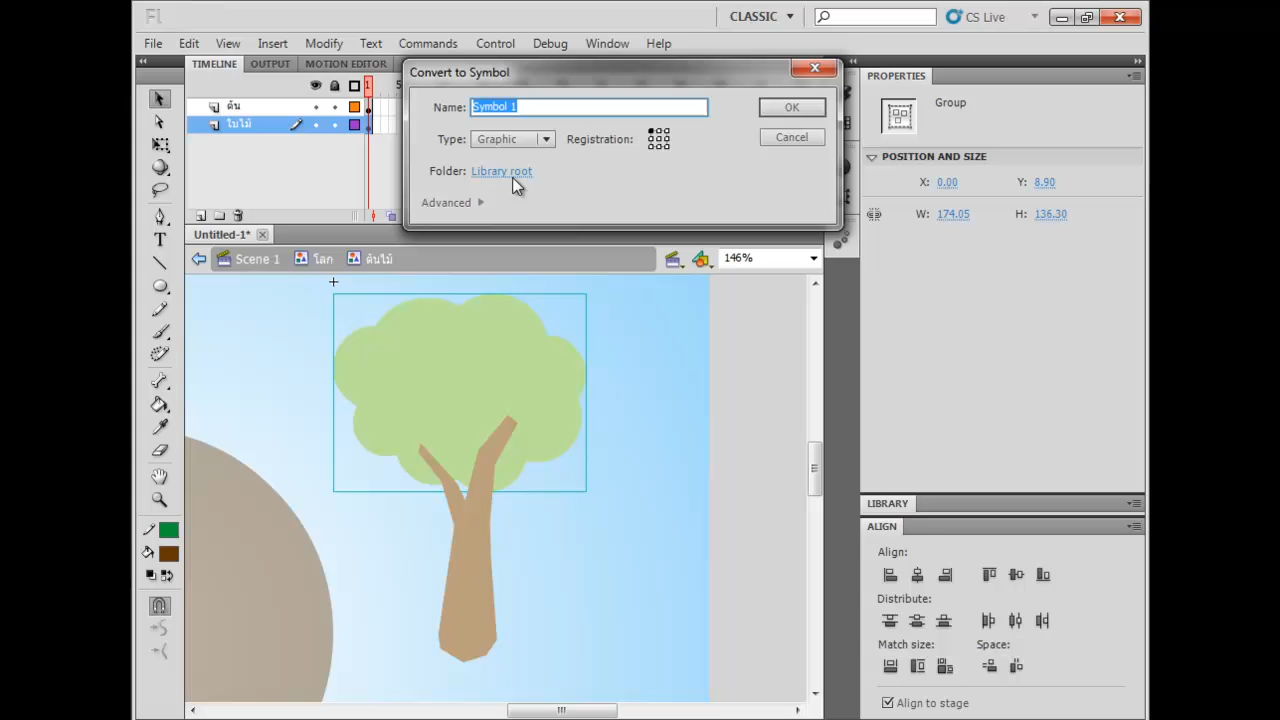 Fl
CLASSIC
CS Live
File Edit View Insert Modify Text Commands Control Debug Window Help
TIMELINE OUTPUT MOTION EDITOR
1 5
ต้น
ใบไม้
Convert to Symbol
Name: Symbol 1
OK
Type: Graphic
Registration:
Cancel
Folder: Library root
Advanced
PROPERTIES
Group
POSITION AND SIZE
X: 0.00 Y: 8.90
W: 174.05 H: 136.30
Untitled-1*
Scene 1 โลก ต้นไม้
146%
LIBRARY
ALIGN
Align:
Distribute:
Match size: Space:
Align to stage